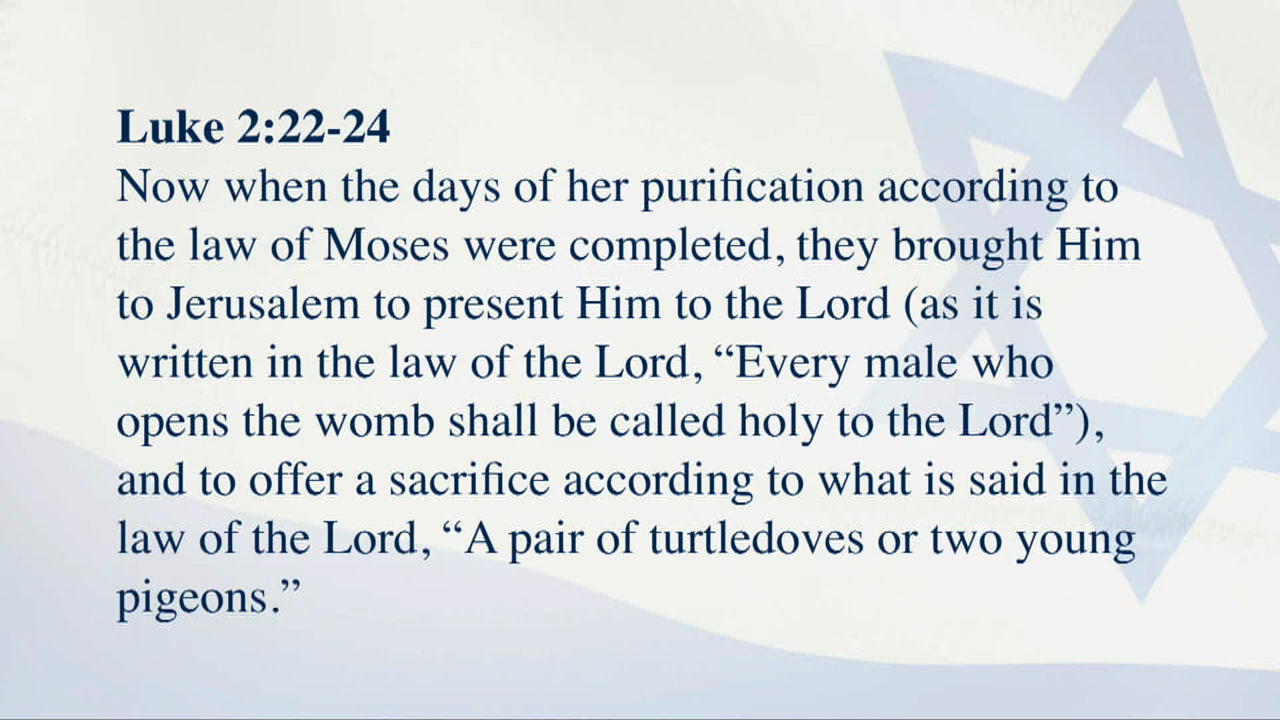 Luke 2:22-24
Now when the days of her purification according to
the law of Moses were completed, they brought Him
to Jerusalem to present Him to the Lord (as it is
written in the law of the Lord, “Every male who
opens the womb shall be called holy to the Lord”),
and to offer a sacrifice according to what is said in the
law of the Lord, “A pair of turtledoves or two young
pigeons.”